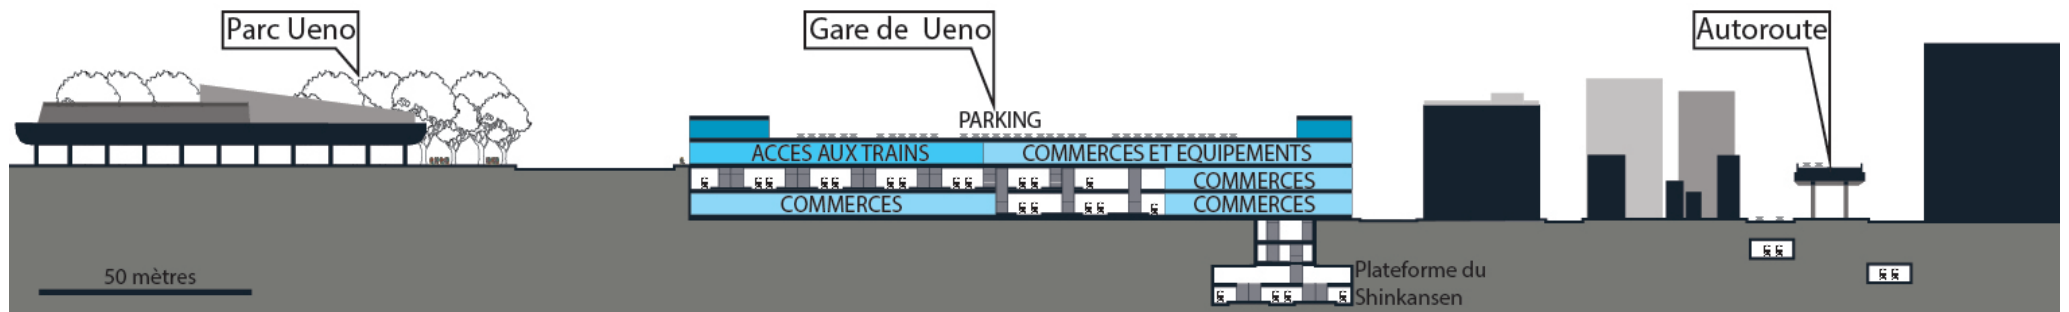 Parc Ueno
Gare de Ueno
Autoroute
PARKING
ACCES AUX TRAINS
COMMERCES ET EQUIPEMENTS
COMMERCES
COMMERCES
COMMERCES
50 mètres
Plateforme du
Shinkansen